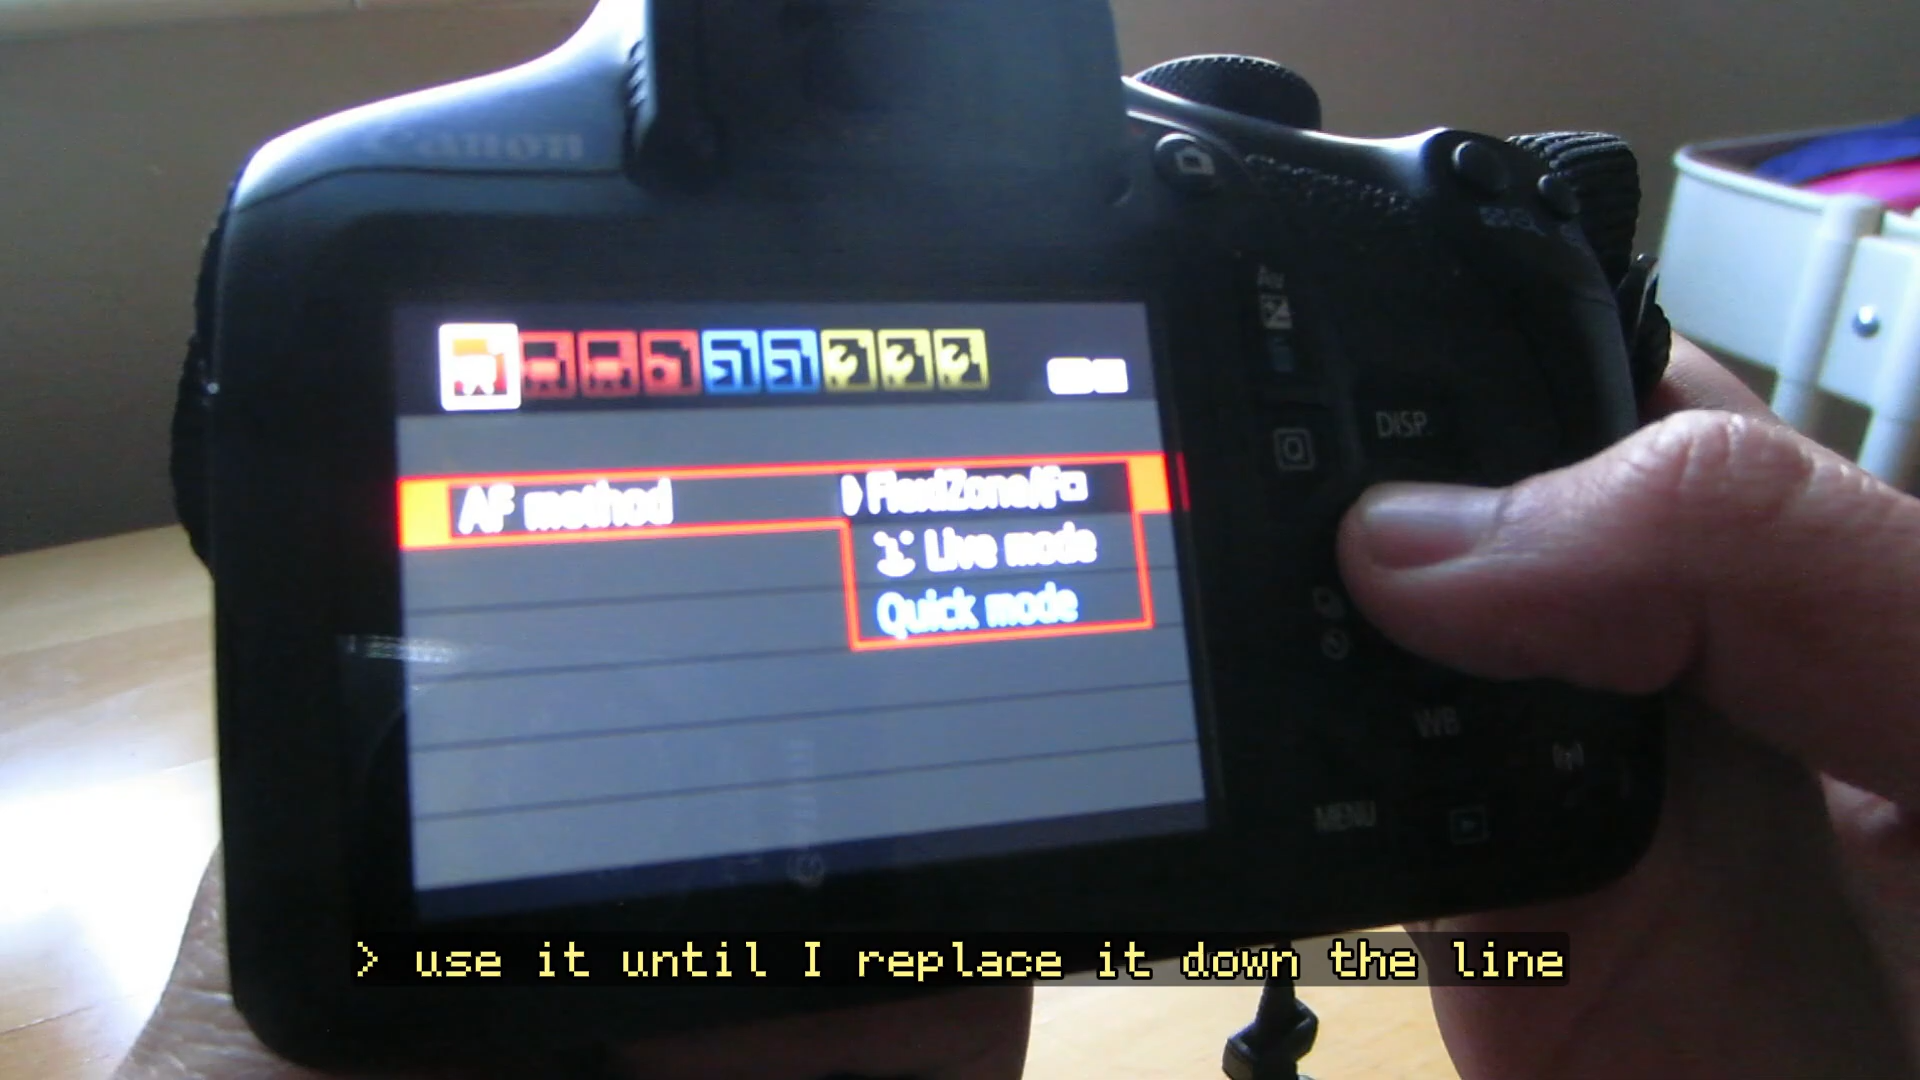 Canon
Av
DISP.
AF method
FlexiZone
Live mode
Quick mode
WB
MENU
> use it until I replace it down the line